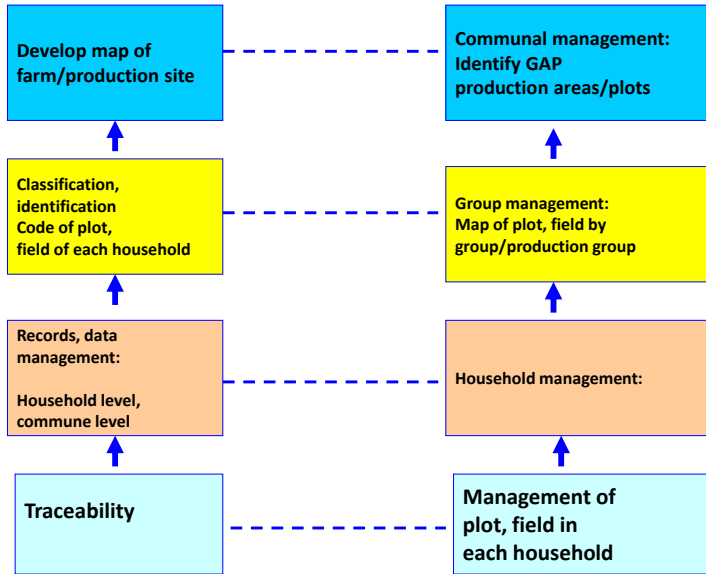 Develop map of
farm/production site
Communal management:
Identify GAP
production areas/plots
Classification,
identification
Code of plot,
field of each household
Group management:
Map of plot, field by
group/production group
Records, data
management:
Household level,
commune level
Household management:
Traceability
Management of
plot, field in
each household